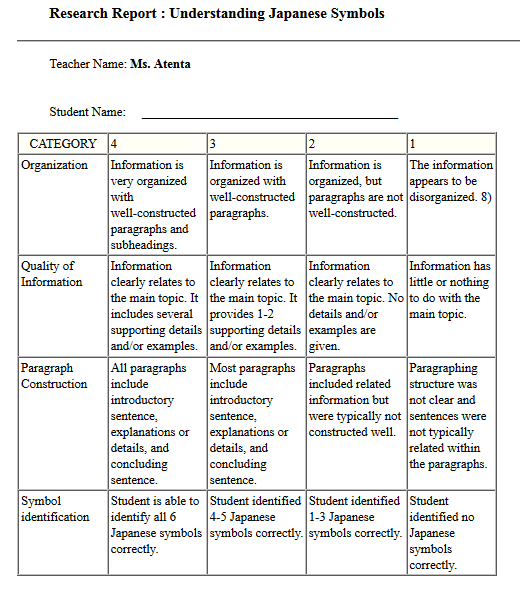 Research Report : Understanding Japanese Symbols
Teacher Name: Ms. Atenta
Student Name:
CATEGORY 4 3 2 1
Organization
Information is
very organized
with
well-constructed
paragraphs and
subheadings.
Information is
organized with
well-constructed
paragraphs.
Information is
organized, but
paragraphs are not
well-constructed.
The information
appears to be
disorganized. 8)
Quality of
Information
Information
clearly relates to
the main topic. It
includes several
supporting details
and/or examples.
Information
clearly relates to
the main topic. It
provides 1-2
supporting details
and/or examples.
Information
clearly relates to
the main topic. No
details and/or
examples are
given.
Information has
little or nothing
to do with the
main topic.
Paragraph
Construction
All paragraphs
include
introductory
sentence,
explanations or
details, and
concluding
sentence.
Most paragraphs
include
introductory
sentence,
explanations or
details, and
concluding
sentence.
Paragraphs
included related
information but
were typically not
constructed well.
Paragraphing
structure was
not clear and
sentences were
not typically
related within
the paragraphs.
Symbol
identification
Student is able to
identify all 6
Japanese symbols
correctly.
Student identified
4-5 Japanese
symbols correctly.
Student identified
1-3 Japanese
symbols correctly.
Student
identified no
Japanese
symbols
correctly.